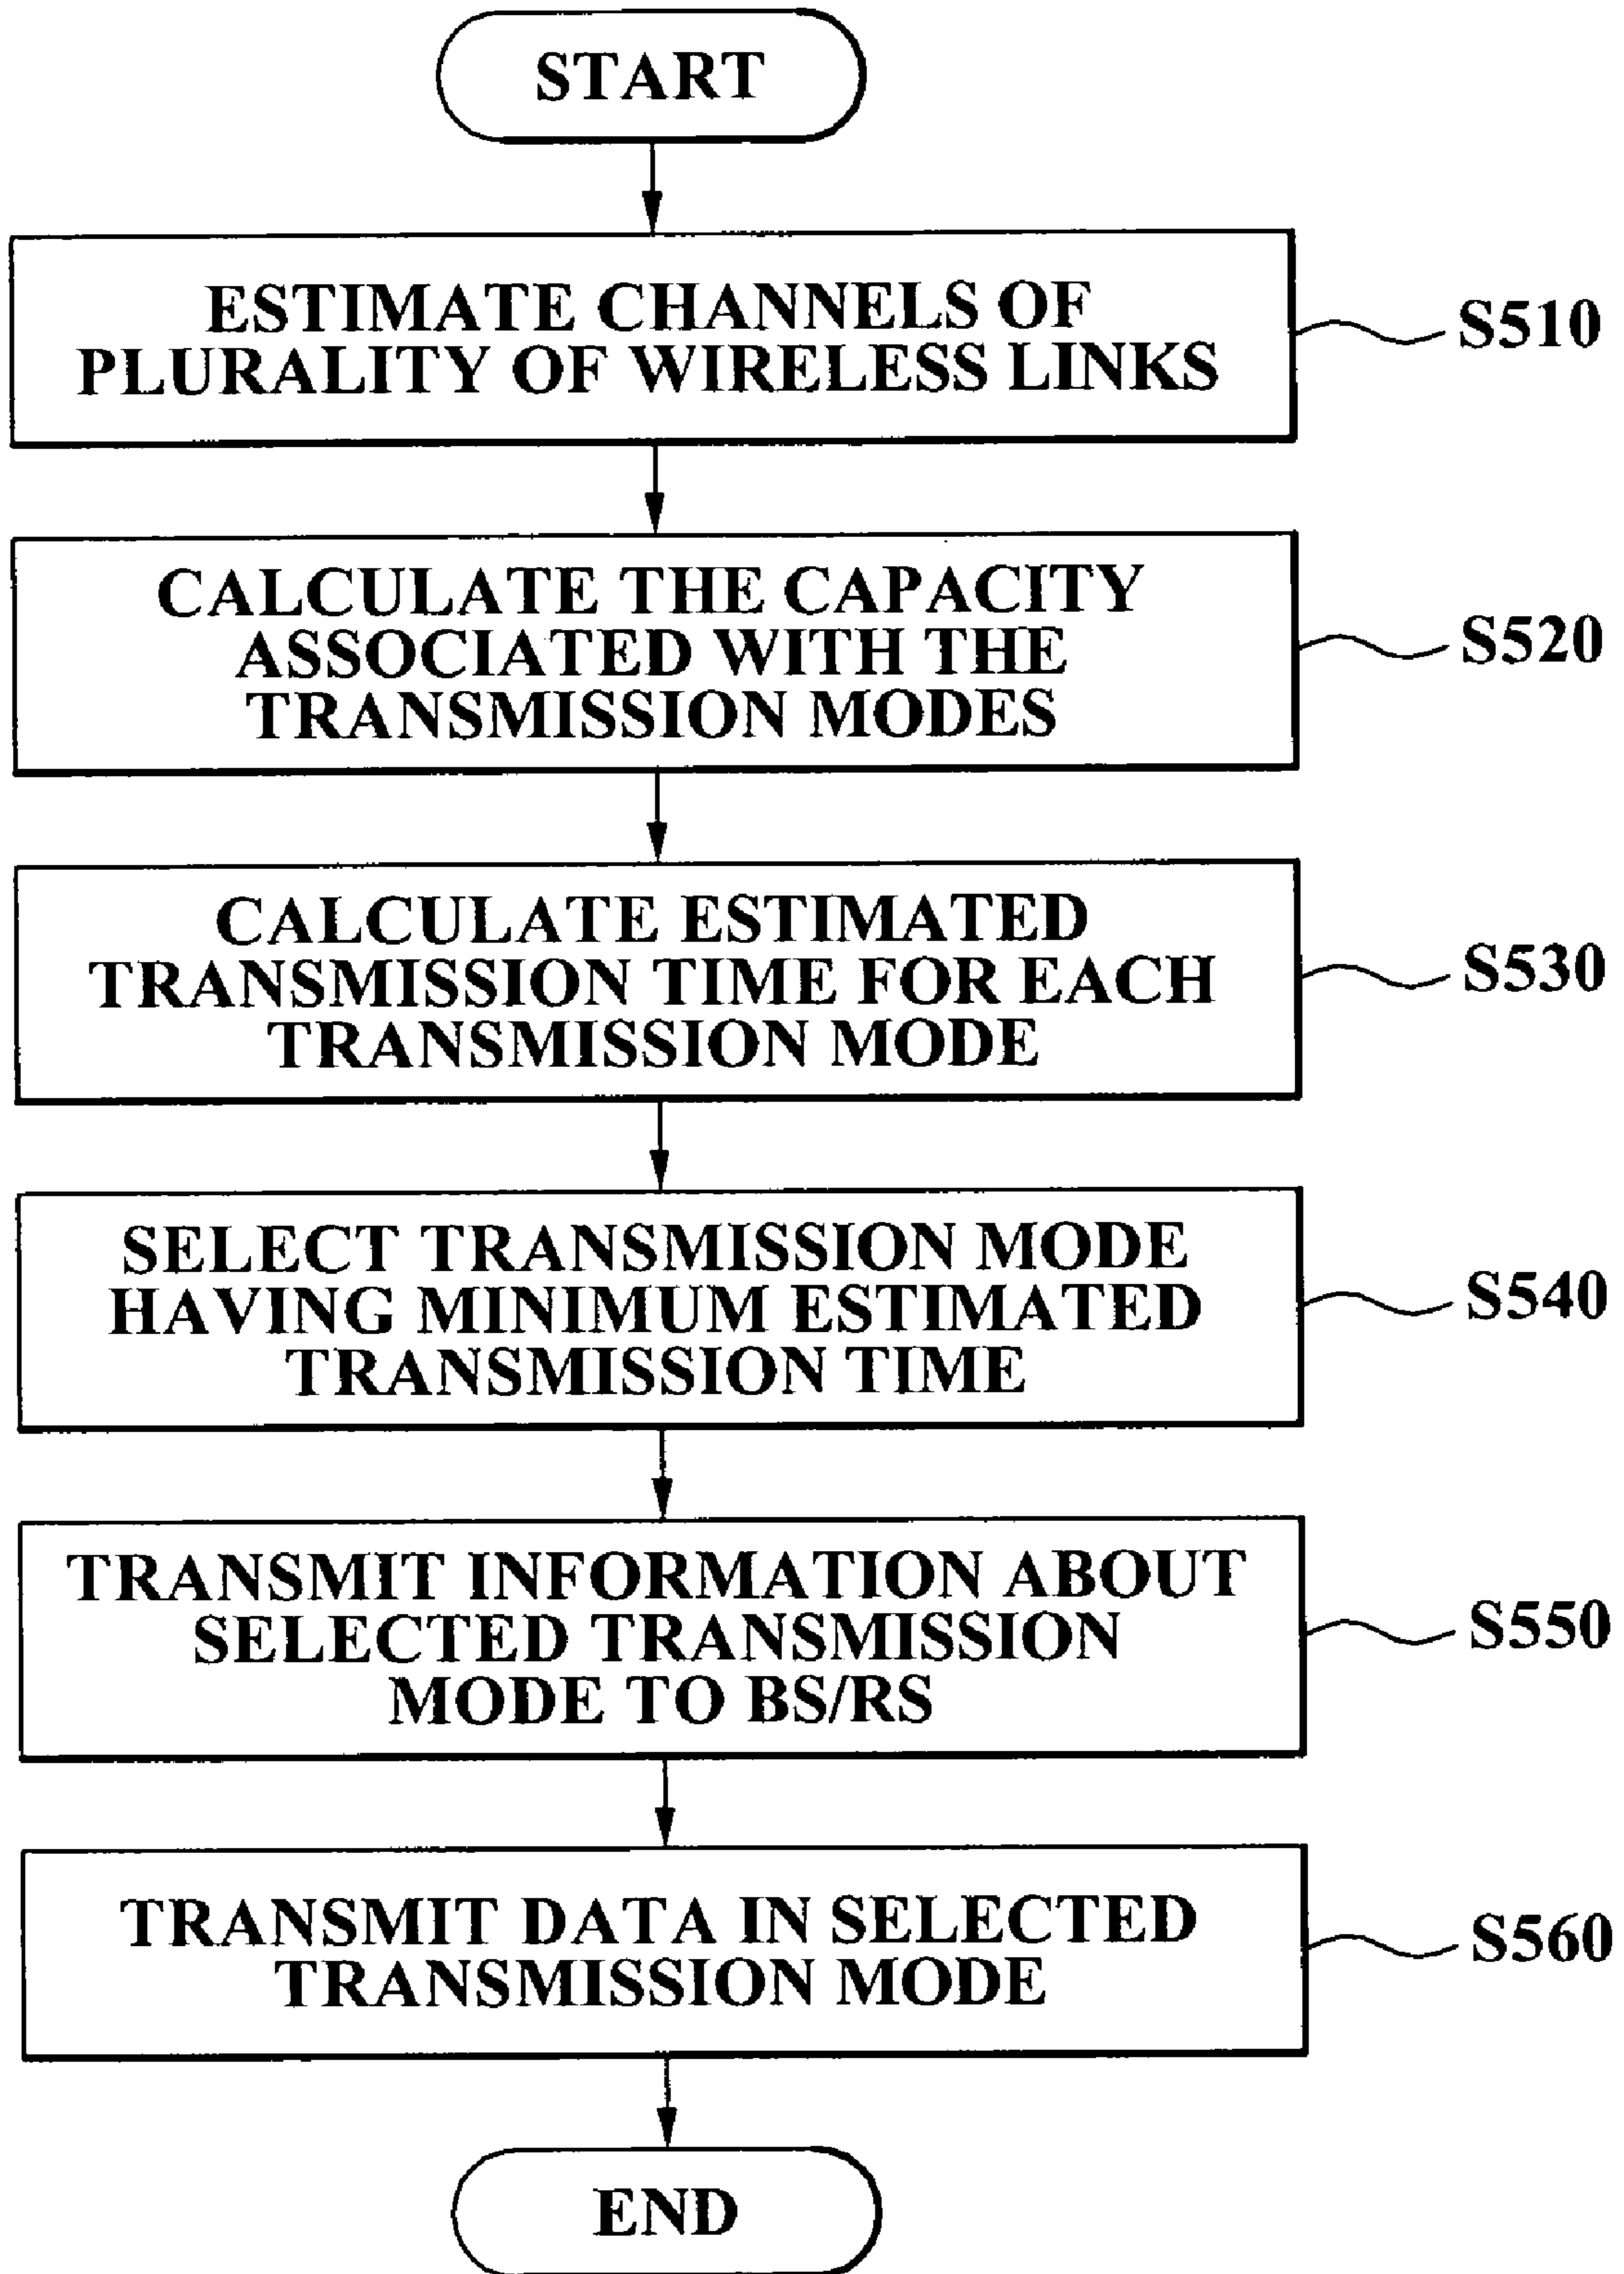 START
ESTIMATE CHANNELS OF
PLURALITY OF WIRELESS LINKS
S510
CALCULATE THE CAPACITY
ASSOCIATED WITH THE
TRANSMISSION MODES
S520
CALCULATE ESTIMATED
TRANSMISSION TIME FOR EACH
TRANSMISSION MODE
S530
SELECT TRANSMISSION MODE
HAVING MINIMUM ESTIMATED
TRANSMISSION TIME
S540
TRANSMIT INFORMATION ABOUT
SELECTED TRANSMISSION
MODE TO BS/RS
S550
TRANSMIT DATA IN SELECTED
TRANSMISSION MODE
S560
END